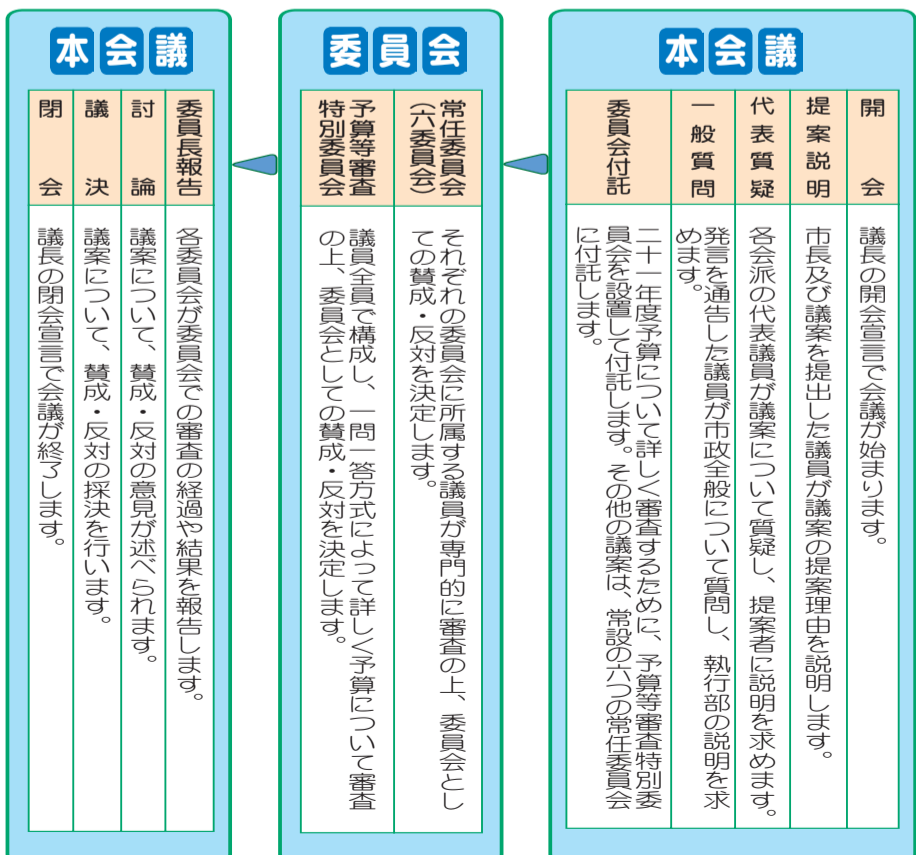 本会議
開会
議長の開会宣言で会議が始まります。
提案説明
市長及び議案を提出した議員が議案の提案理由を説明します。
代表質疑
各会派の代表議員が議案について質疑し、提案者に説明を求めます。
一般質問
発言を通告した議員が市政全般について質問し、執行部の説明を求
めます。
委員会付託
二十一年度予算について詳しく審査するために、予算等審査特別委
員会を設置して付託します。その他の議案は、常設の六つの常任委員会
に付託します。
委員会
常任委員会
（六委員会）
それぞれの委員会に所属する議員が専門的に審査の上、委員会とし
ての賛成・反対を決定します。
予算等審査
特別委員会
議員全員で構成し、一問一答方式によって詳しく予算について審査
の上、委員会としての賛成・反対を決定します。
本会議
委員長報告
各委員会が委員会での審査の経過や結果を報告します。
討論
議案について、賛成・反対の意見が述べられます。
議決
議案について、賛成・反対の採決を行います。
閉会
議長の閉会宣言で会議が終了します。